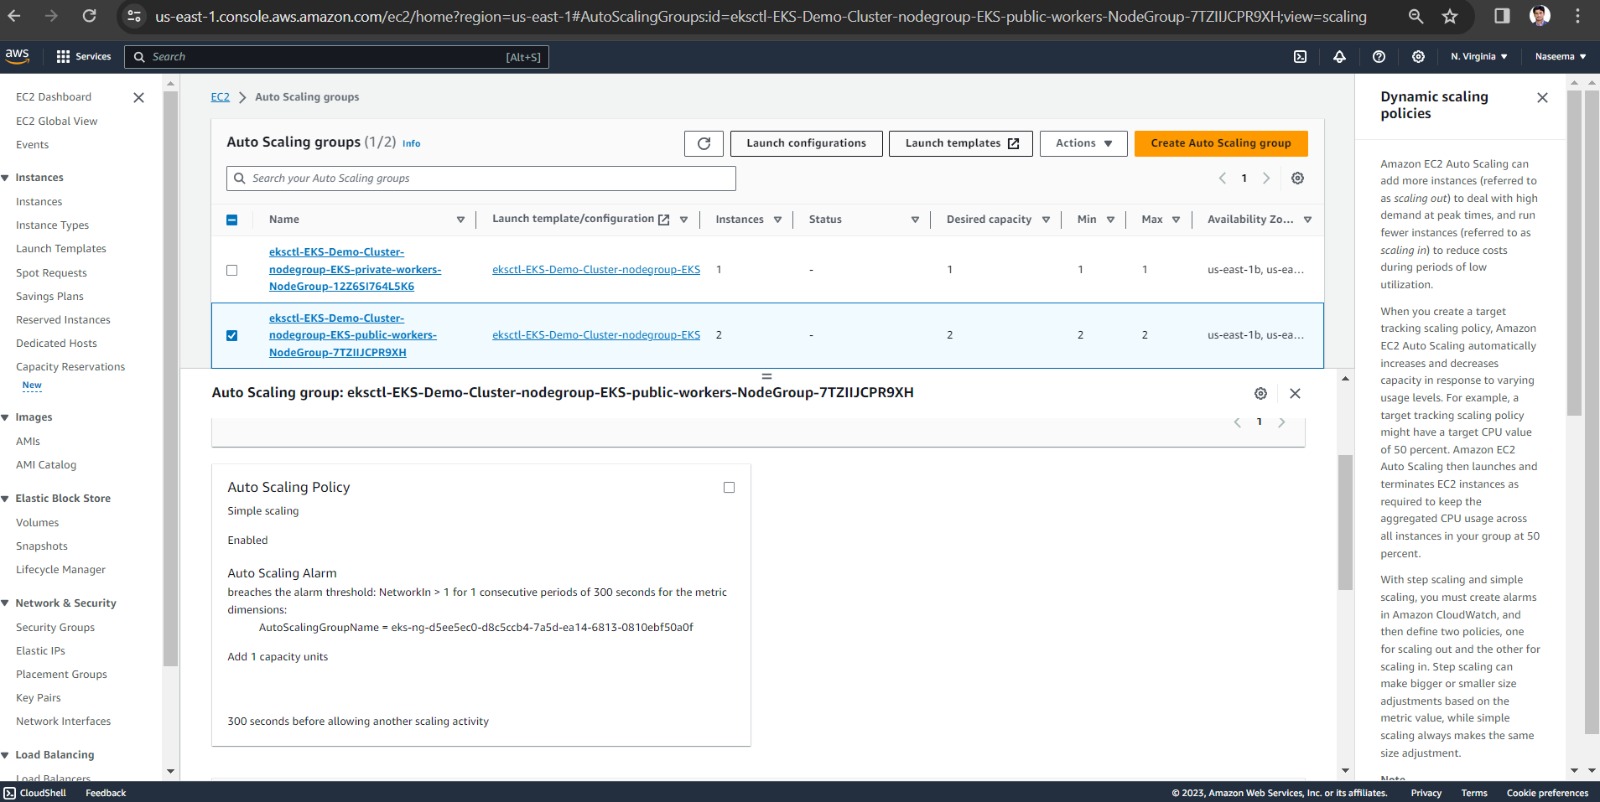 us-east-1.console.aws.amazon.com/ec2/home?region=us-east-1#AutoScalingGroups:id=eksctl-EKS-Demo-Cluster-nodegroup-EKS-public-workers-NodeGroup-7TZIIJCPR9XH;view=scaling
aws
Services
Search
[Alt+S]
N. Virginia
Naseema
EC2 Dashboard
EC2 Global View
Events
Instances
Instances
Instance Types
Launch Templates
Spot Requests
Savings Plans
Reserved Instances
Dedicated Hosts
Capacity Reservations
New
Images
AMIs
AMI Catalog
Elastic Block Store
Volumes
Snapshots
Lifecycle Manager
Network & Security
Security Groups
Elastic IPs
Placement Groups
Key Pairs
Network Interfaces
Load Balancing
Load Balancers
EC2 > Auto Scaling groups
Auto Scaling groups (1/2) Info
Launch configurations
Launch templates
Actions
Create Auto Scaling group
Search your Auto Scaling groups
1
Name
Launch template/configuration
Instances
Status
Desired capacity
Min
Max
Availability Zo...
eksctl-EKS-Demo-Cluster-
nodegroup-EKS-private-workers-
NodeGroup-12Z6SI764L5K6
eksctl-EKS-Demo-Cluster-nodegroup-EKS
1
-
1
1
1
us-east-1b, us-ea...
eksctl-EKS-Demo-Cluster-
nodegroup-EKS-public-workers-
NodeGroup-7TZIIJCPR9XH
eksctl-EKS-Demo-Cluster-nodegroup-EKS
2
-
2
2
2
us-east-1b, us-ea...
Auto Scaling group: eksctl-EKS-Demo-Cluster-nodegroup-EKS-public-workers-NodeGroup-7TZIIJCPR9XH
1
Auto Scaling Policy
Simple scaling
Enabled
Auto Scaling Alarm
breaches the alarm threshold: NetworkIn > 1 for 1 consecutive periods of 300 seconds for the metric
dimensions:
AutoScalingGroupName = eks-ng-d5ee5ec0-d8c5ccb4-7a5d-ea14-6813-0810ebf50a0f
Add 1 capacity units
300 seconds before allowing another scaling activity
Dynamic scaling
policies
Amazon EC2 Auto Scaling can
add more instances (referred to
as scaling out) to deal with high
demand at peak times, and run
fewer instances (referred to as
scaling in) to reduce costs
during periods of low
utilization.
When you create a target
tracking scaling policy, Amazon
EC2 Auto Scaling automatically
increases and decreases
capacity in response to varying
usage levels. For example, a
target tracking scaling policy
might have a target CPU value
of 50 percent. Amazon EC2
Auto Scaling then launches and
terminates EC2 instances as
required to keep the
aggregated CPU usage across
all instances in your group at 50
percent.
With step scaling and simple
scaling, you must create alarms
in Amazon CloudWatch, and
then define two policies, one
for scaling out and the other for
scaling in. Step scaling can
make bigger or smaller size
adjustments based on the
metric value, while simple
scaling always makes the same
size adjustment.
Note
CloudShell
Feedback
© 2023, Amazon Web Services, Inc. or its affiliates.
Privacy
Terms
Cookie preferences